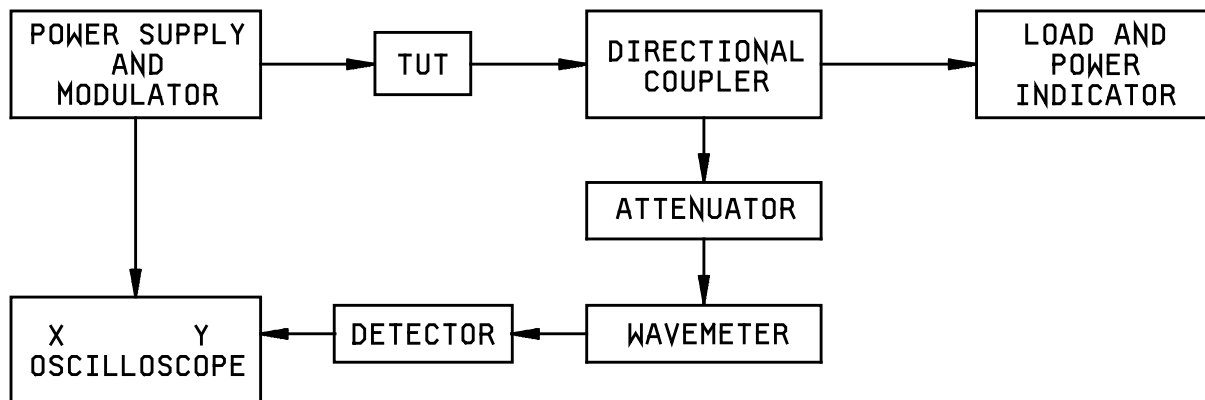 POWER SUPPLY
AND
MODULATOR
TUT
DIRECTIONAL
COUPLER
LOAD AND
POWER
INDICATOR
ATTENUATOR
X Y
OSCILLOSCOPE
DETECTOR
WAVEMETER